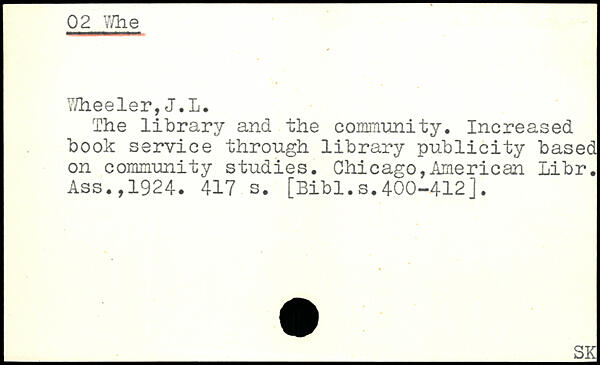 02 Whe
Wheeler,J.L.
The library and the community. Increased
book service through library publicity based
on community studies. Chicago,American Libr.
Ass.,1924. 417 s. [Bibl.s.400-412].
SK